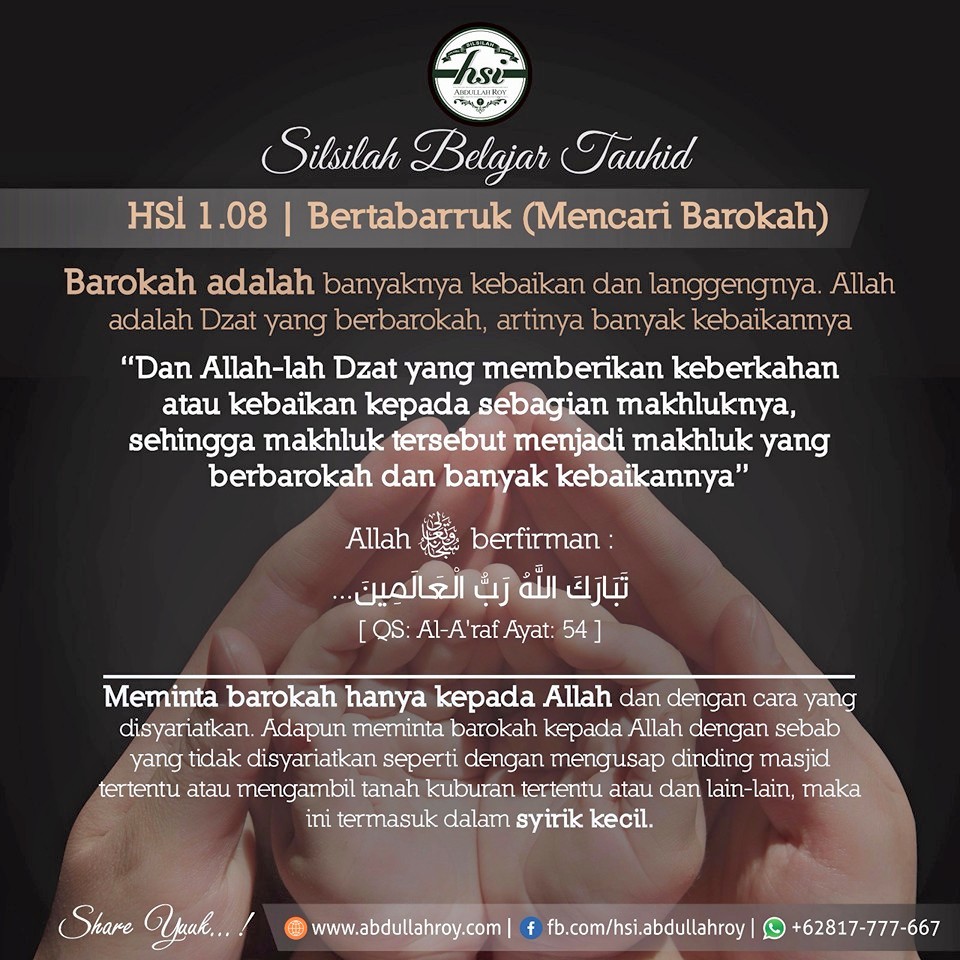 SILSILAH
hsi
ABDULLAH ROY
Silsilah Belajar Tauhid
HSİ 1.08 | Bertabarruk (Mencari Barokah)
Barokah adalah banyaknya kebaikan dan langgengnya. Allah
adalah Dzat yang berbarokah, artinya banyak kebaikannya
“Dan Allah-lah Dzat yang memberikan keberkahan
atau kebaikan kepada sebagian makhluknya,
sehingga makhluk tersebut menjadi makhluk yang
berbarokah dan banyak kebaikannya”
Allah سبحانه وتعالى berfirman :
تَبَارَكَ اللَّهُ رَبُّ الْعَالَمِينَ...
[ QS: Al-A'raf Ayat: 54 ]
Meminta barokah hanya kepada Allah dan dengan cara yang
disyariatkan. Adapun meminta barokah kepada Allah dengan sebab
yang tidak disyariatkan seperti dengan mengusap dinding masjid
tertentu atau mengambil tanah kuburan tertentu atau dan lain-lain, maka
ini termasuk dalam syirik kecil.
Share Yuuk...! www.abdullahroy.com | fb.com/hsi.abdullahroy | +62817-777-667